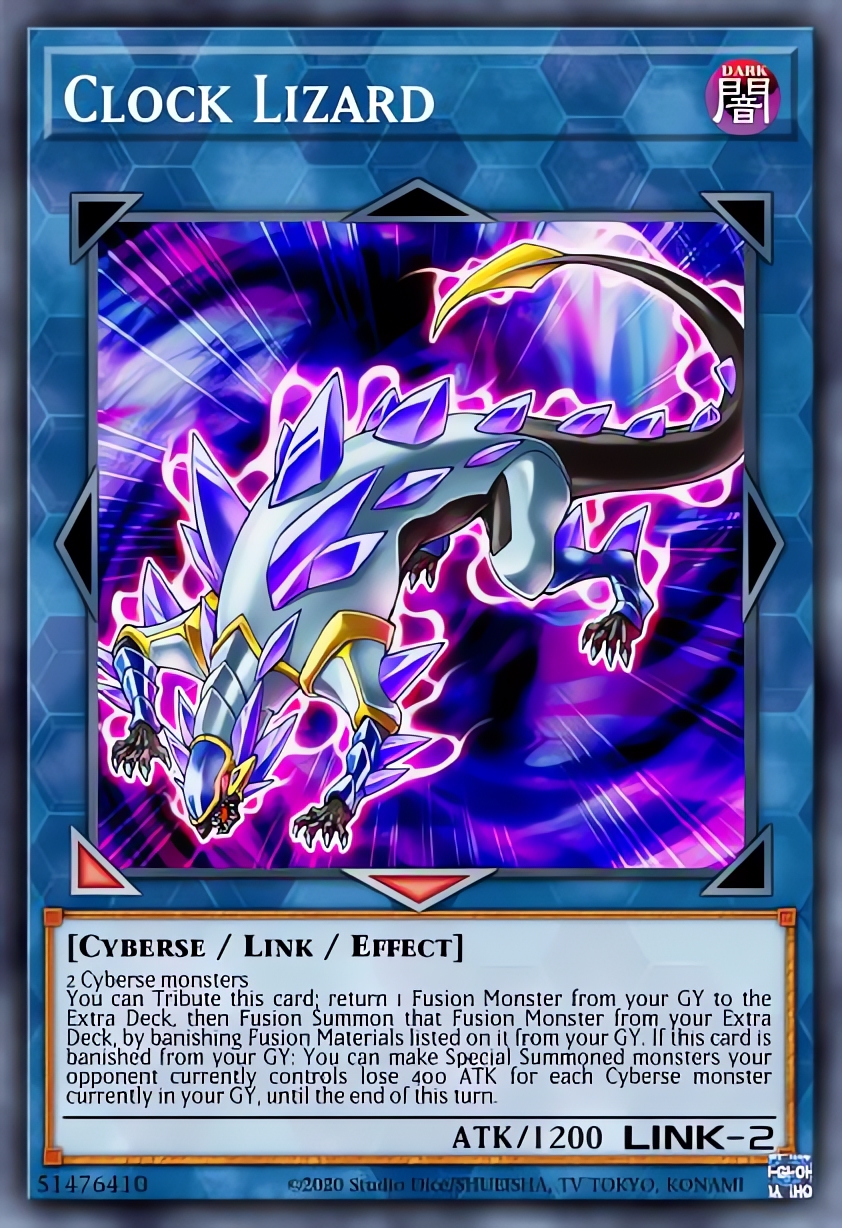 CLOCK LIZARD
DARK
闇
[CYBERSE / LINK / EFFECT]
2 Cyberse monsters
You can Tribute this card; return 1 Fusion Monster from your GY to the
Extra Deck, then Fusion Summon that Fusion Monster from your Extra
Deck, by banishing Fusion Materials listed on it from your GY. If this card is
banished from your GY: You can make Special Summoned monsters your
opponent currently controls lose 400 ATK for each Cyberse monster
currently in your GY, until the end of this turn.
ATK/1200 LINK-2
51476410 ©2020 Studio Dice/SHUEISHA, TV TOKYO, KONAMI